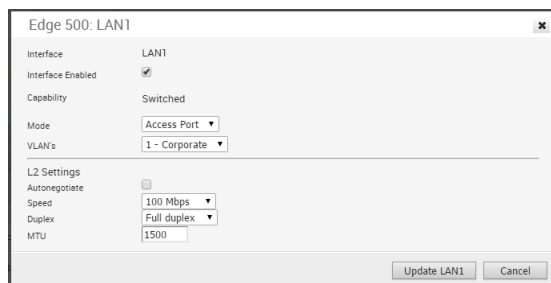 Edge 500: LAN1
Interface LAN1
Interface Enabled
Capability Switched
Mode Access Port
VLAN's 1 - Corporate
L2 Settings
Autonegotiate
Speed 100 Mbps
Duplex Full duplex
MTU 1500
Update LAN1 Cancel